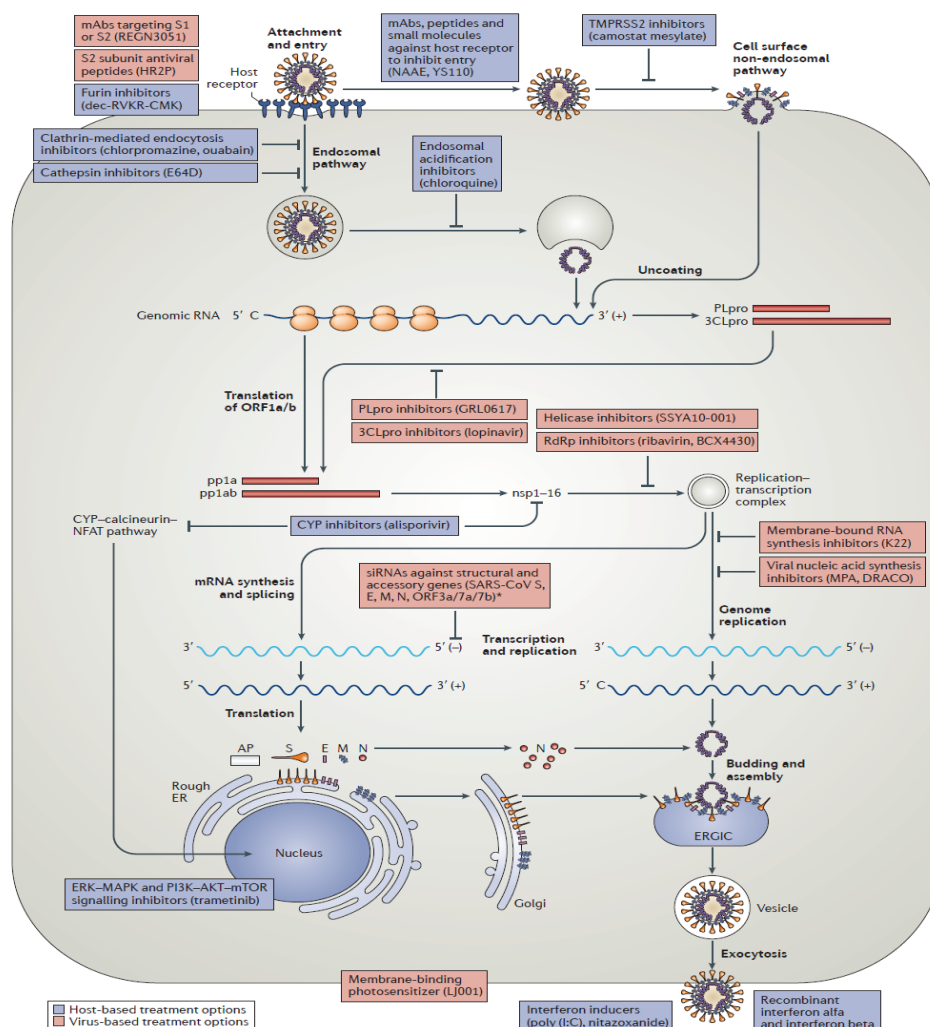 mAbs targeting S1
or S2 (REGN3051)
S2 subunit antiviral
peptides (HR2P)
Furin inhibitors
(dec-RVKR-CMK)
Attachment
and entry
Host
receptor
mAbs, peptides and
small molecules
against host receptor
to inhibit entry
(NAAE, YS110)
TMPRSS2 inhibitors
(camostat mesylate)
Cell surface
non-endosomal
pathway
Clathrin-mediated endocytosis
inhibitors (chlorpromazine, ouabain)
Cathepsin inhibitors (E64D)
Endosomal
pathway
Endosomal
acidification
inhibitors
(chloroquine)
Uncoating
Genomic RNA 5′ C
3′ (+)
PLpro
3CLpro
Translation
of ORF1a/b
PLpro inhibitors (GRL0617)
3CLpro inhibitors (lopinavir)
Helicase inhibitors (SSYA10-001)
RdRp inhibitors (ribavirin, BCX4430)
pp1a
pp1ab
nsp1–16
Replication–
transcription
complex
CYP–calcineurin–
NFAT pathway
CYP inhibitors (alisporivir)
Membrane-bound RNA
synthesis inhibitors (K22)
Viral nucleic acid synthesis
inhibitors (MPA, DRACO)
mRNA synthesis
and splicing
siRNAs against structural and
accessory genes (SARS-CoV S,
E, M, N, ORF3a/7a/7b)*
Genome
replication
3′ 5′ (–)
Transcription
and replication
3′ 5′ (–)
5′ 3′ (+)
5′ C 3′ (+)
Translation
AP S E M N
N
Budding and
assembly
Rough
ER
Nucleus
Golgi
ERGIC
ERK–MAPK and PI3K–AKT–mTOR
signalling inhibitors (trametinib)
Vesicle
Exocytosis
Membrane-binding
photosensitizer (LJ001)
Interferon inducers
(poly (I:C), nitazoxanide)
Recombinant
interferon alfa
and interferon beta
Host-based treatment options
Virus-based treatment options